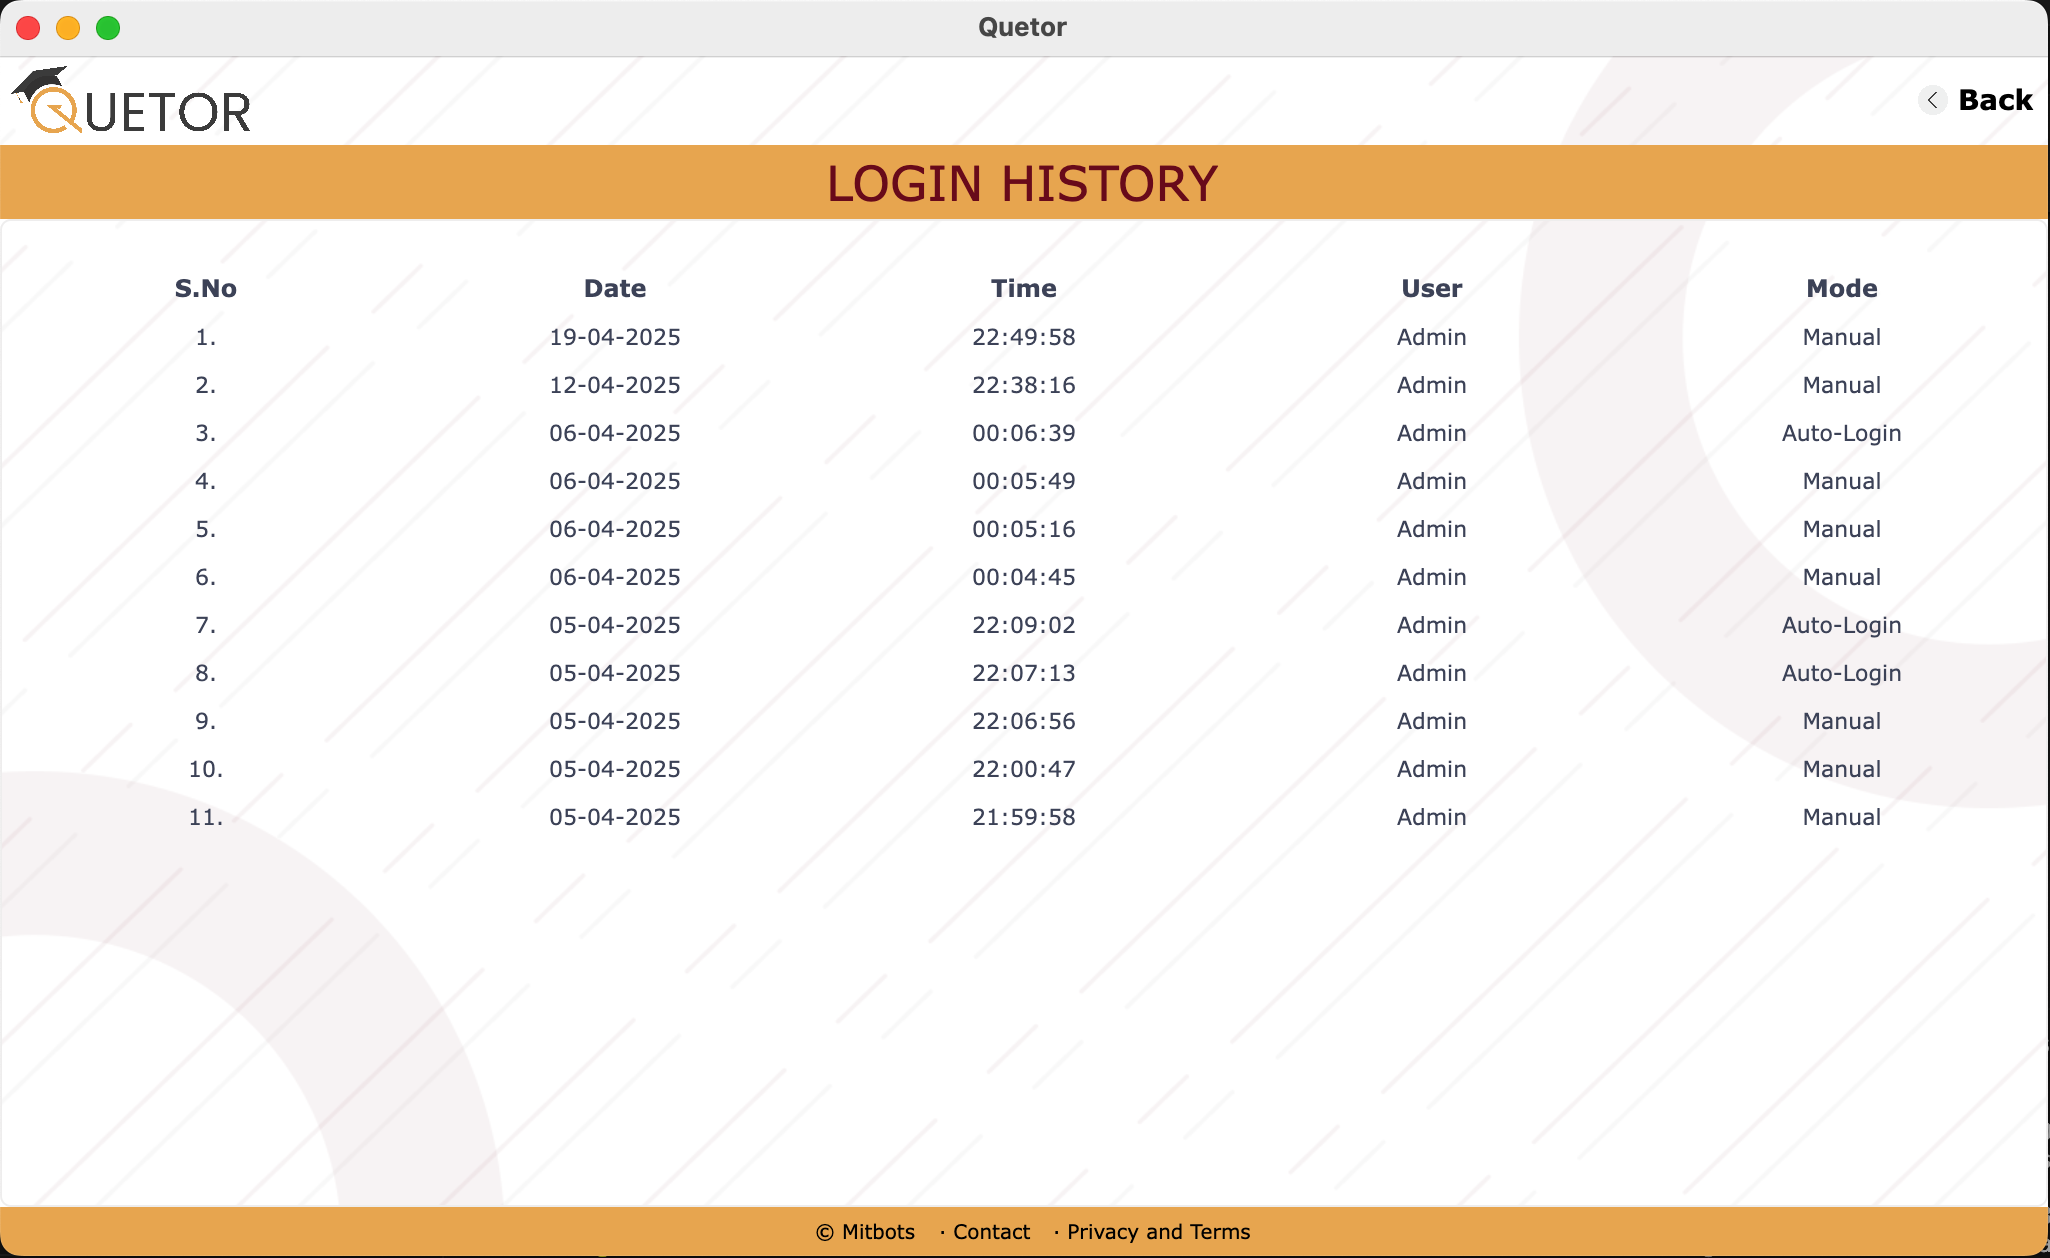 Quetor
QUETOR
Back
LOGIN HISTORY
S.No Date Time User Mode
1. 19-04-2025 22:49:58 Admin Manual
2. 12-04-2025 22:38:16 Admin Manual
3. 06-04-2025 00:06:39 Admin Auto-Login
4. 06-04-2025 00:05:49 Admin Manual
5. 06-04-2025 00:05:16 Admin Manual
6. 06-04-2025 00:04:45 Admin Manual
7. 05-04-2025 22:09:02 Admin Auto-Login
8. 05-04-2025 22:07:13 Admin Auto-Login
9. 05-04-2025 22:06:56 Admin Manual
10. 05-04-2025 22:00:47 Admin Manual
11. 05-04-2025 21:59:58 Admin Manual
© Mitbots · Contact · Privacy and Terms